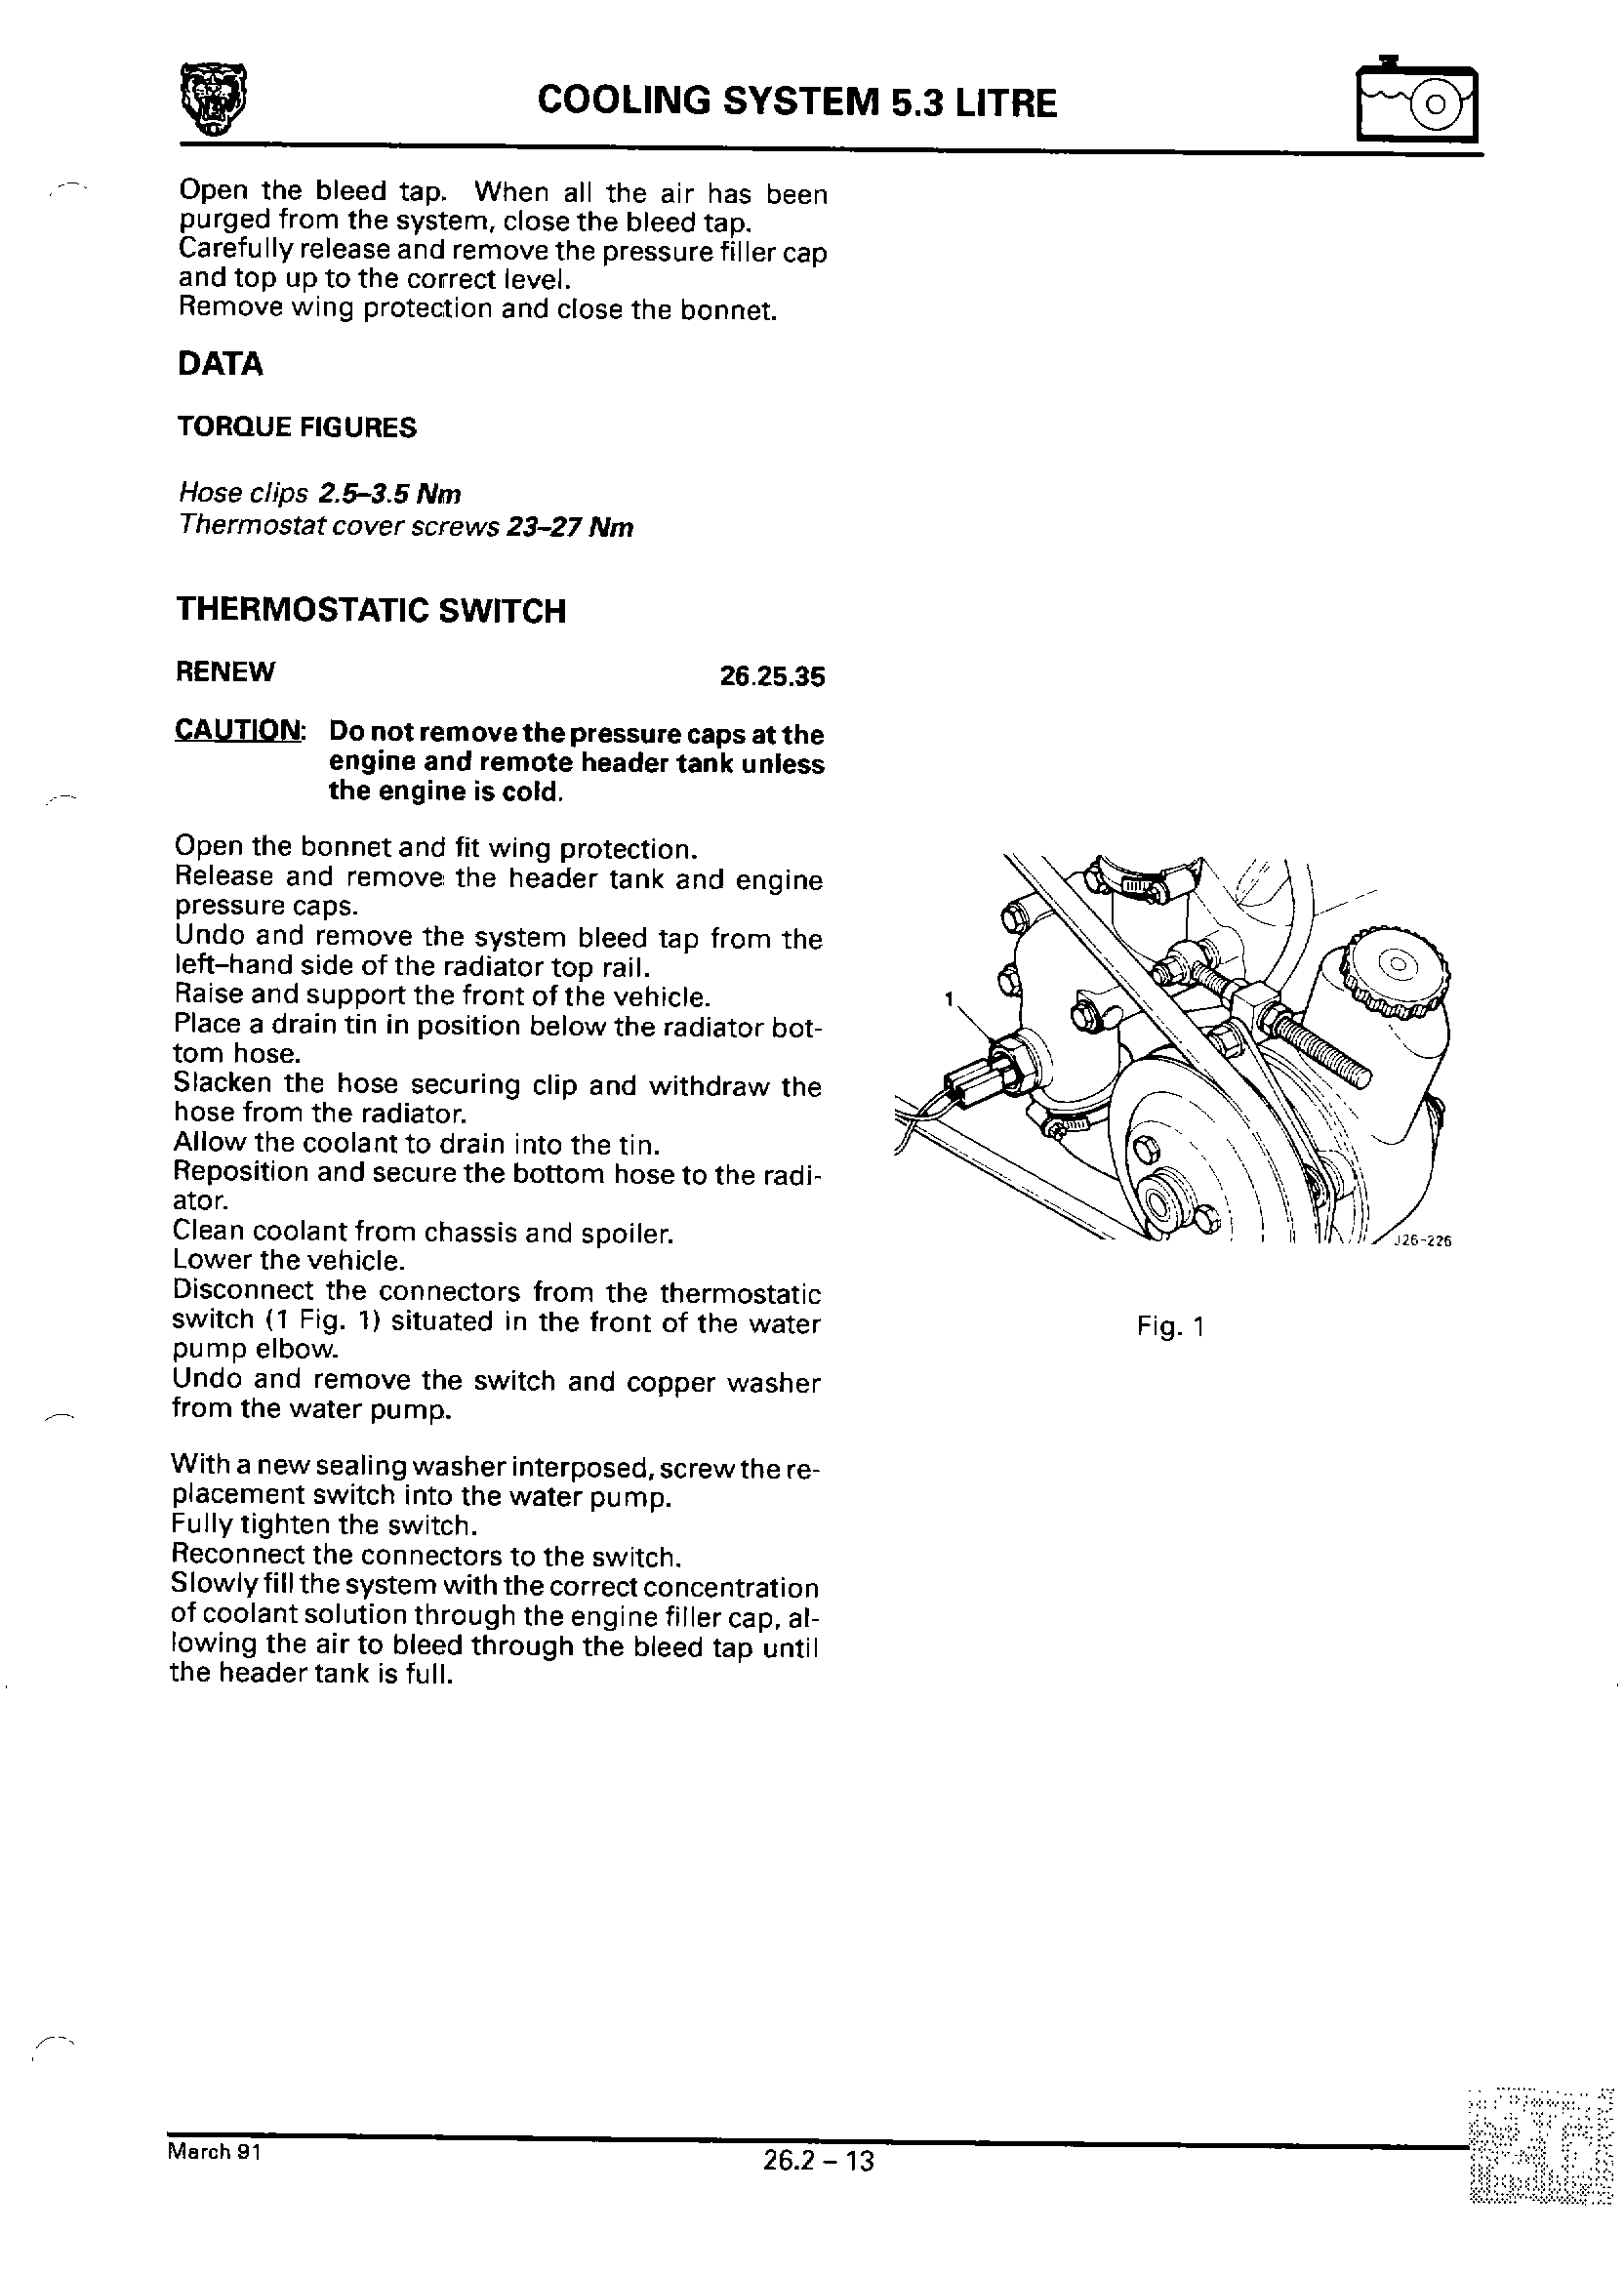 COOLING SYSTEM 5.3 LITRE
Open the bleed tap. When all the air has been
purged from the system, close the bleed tap.
Carefully release and remove the pressure filler cap
and top up to the correct level.
Remove wing protection and close the bonnet.
DATA
TORQUE FIGURES
Hose clips 2.5–3.5 Nm
Thermostat cover screws 23–27 Nm
THERMOSTATIC SWITCH
RENEW 26.25.35
CAUTION: Do not remove the pressure caps at the
engine and remote header tank unless
the engine is cold.
Open the bonnet and fit wing protection.
Release and remove the header tank and engine
pressure caps.
Undo and remove the system bleed tap from the
left–hand side of the radiator top rail.
Raise and support the front of the vehicle.
Place a drain tin in position below the radiator bot-
tom hose.
Slacken the hose securing clip and withdraw the
hose from the radiator.
Allow the coolant to drain into the tin.
Reposition and secure the bottom hose to the radi-
ator.
Clean coolant from chassis and spoiler.
Lower the vehicle.
Disconnect the connectors from the thermostatic
switch (1 Fig. 1) situated in the front of the water
pump elbow.
Undo and remove the switch and copper washer
from the water pump.
With a new sealing washer interposed, screw the re-
placement switch into the water pump.
Fully tighten the switch.
Reconnect the connectors to the switch.
Slowly fill the system with the correct concentration
of coolant solution through the engine filler cap, al-
lowing the air to bleed through the bleed tap until
the header tank is full.
1
J26-226
Fig. 1
March 91
26.2 – 13